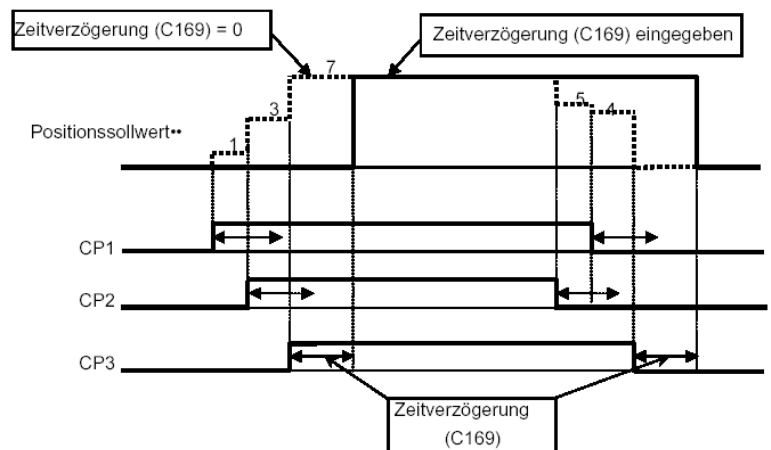 Zeitverzögerung (C169) = 0
Zeitverzögerung (C169) eingegeben
7
3
5
4
Positionssollwert••
1
CP1
CP2
CP3
Zeitverzögerung
(C169)